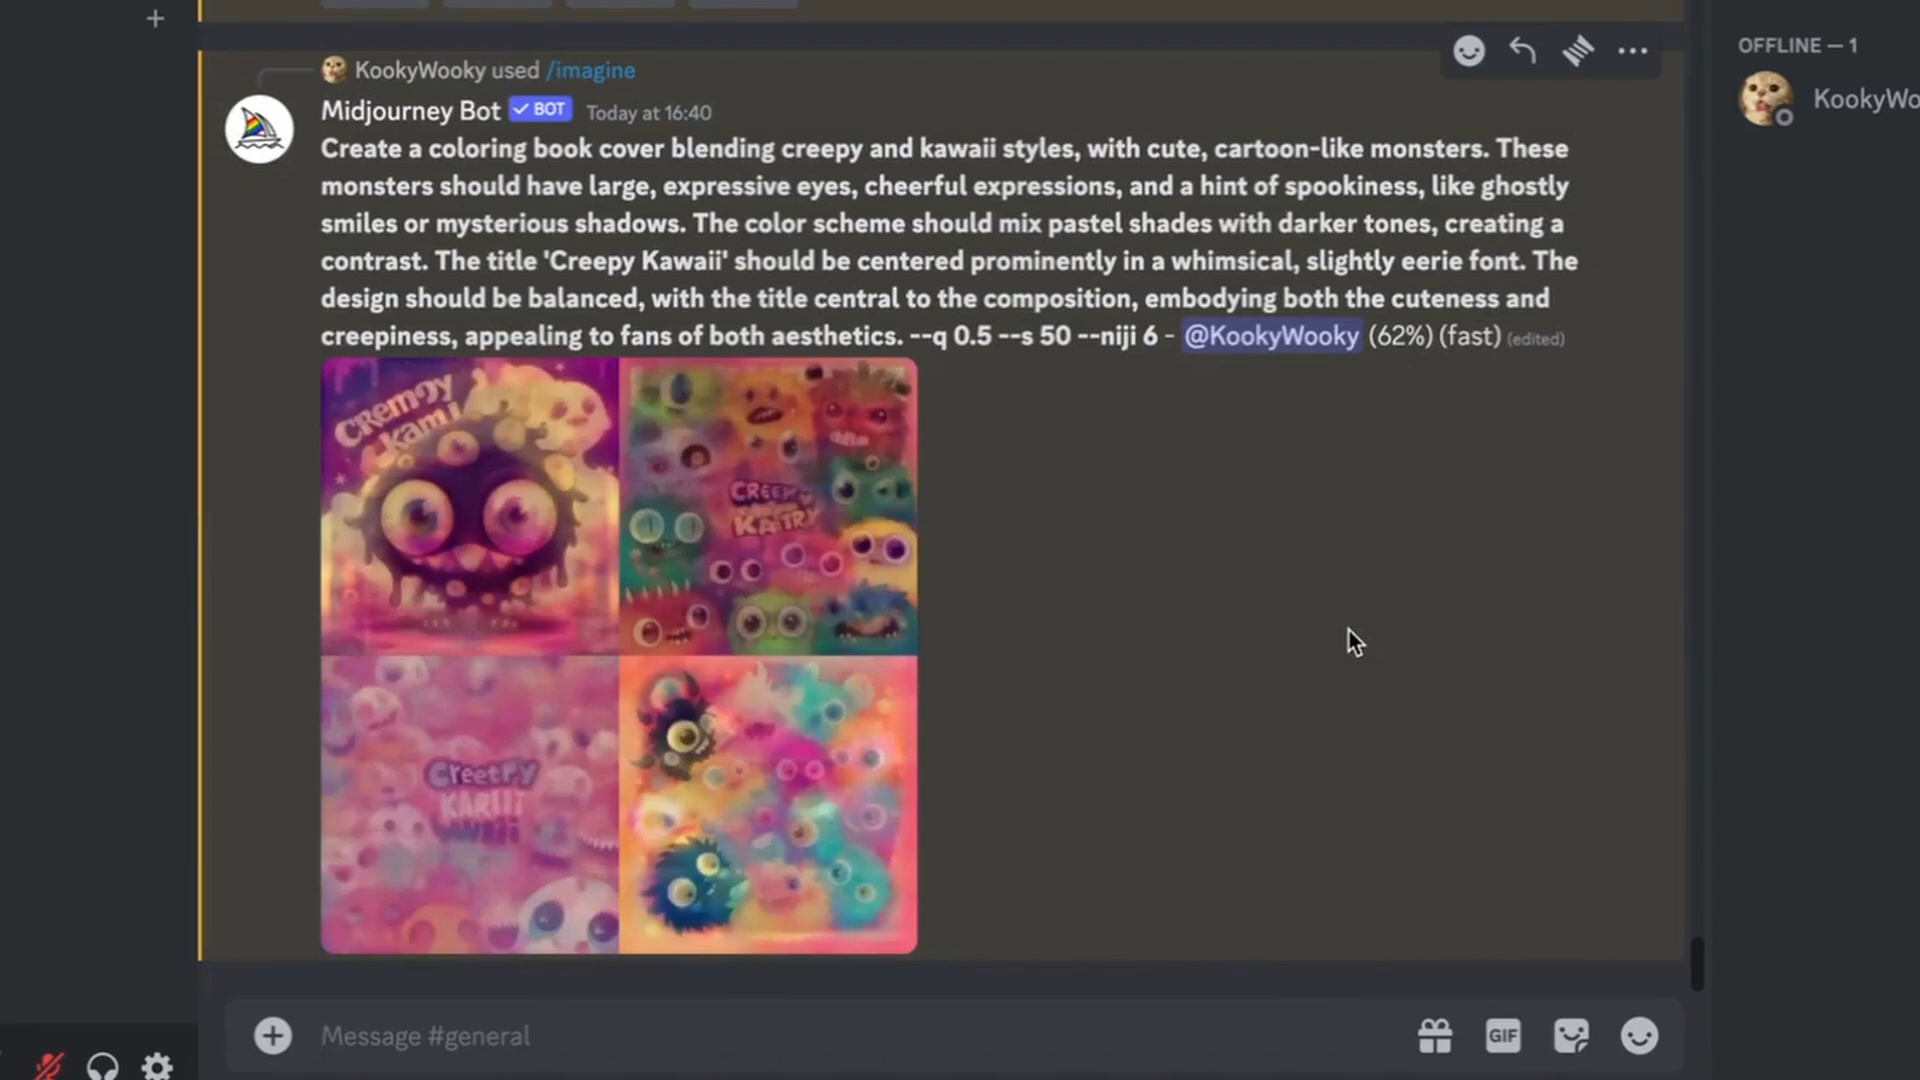 OFFLINE — 1
KookyWo
KookyWooky used /imagine
Midjourney Bot BOT Today at 16:40
Create a coloring book cover blending creepy and kawaii styles, with cute, cartoon-like monsters. These
monsters should have large, expressive eyes, cheerful expressions, and a hint of spookiness, like ghostly
smiles or mysterious shadows. The color scheme should mix pastel shades with darker tones, creating a
contrast. The title 'Creepy Kawaii' should be centered prominently in a whimsical, slightly eerie font. The
design should be balanced, with the title central to the composition, embodying both the cuteness and
creepiness, appealing to fans of both aesthetics. --q 0.5 --s 50 --niji 6 - @KookyWooky (62%) (fast) (edited)
Message #general
GIF